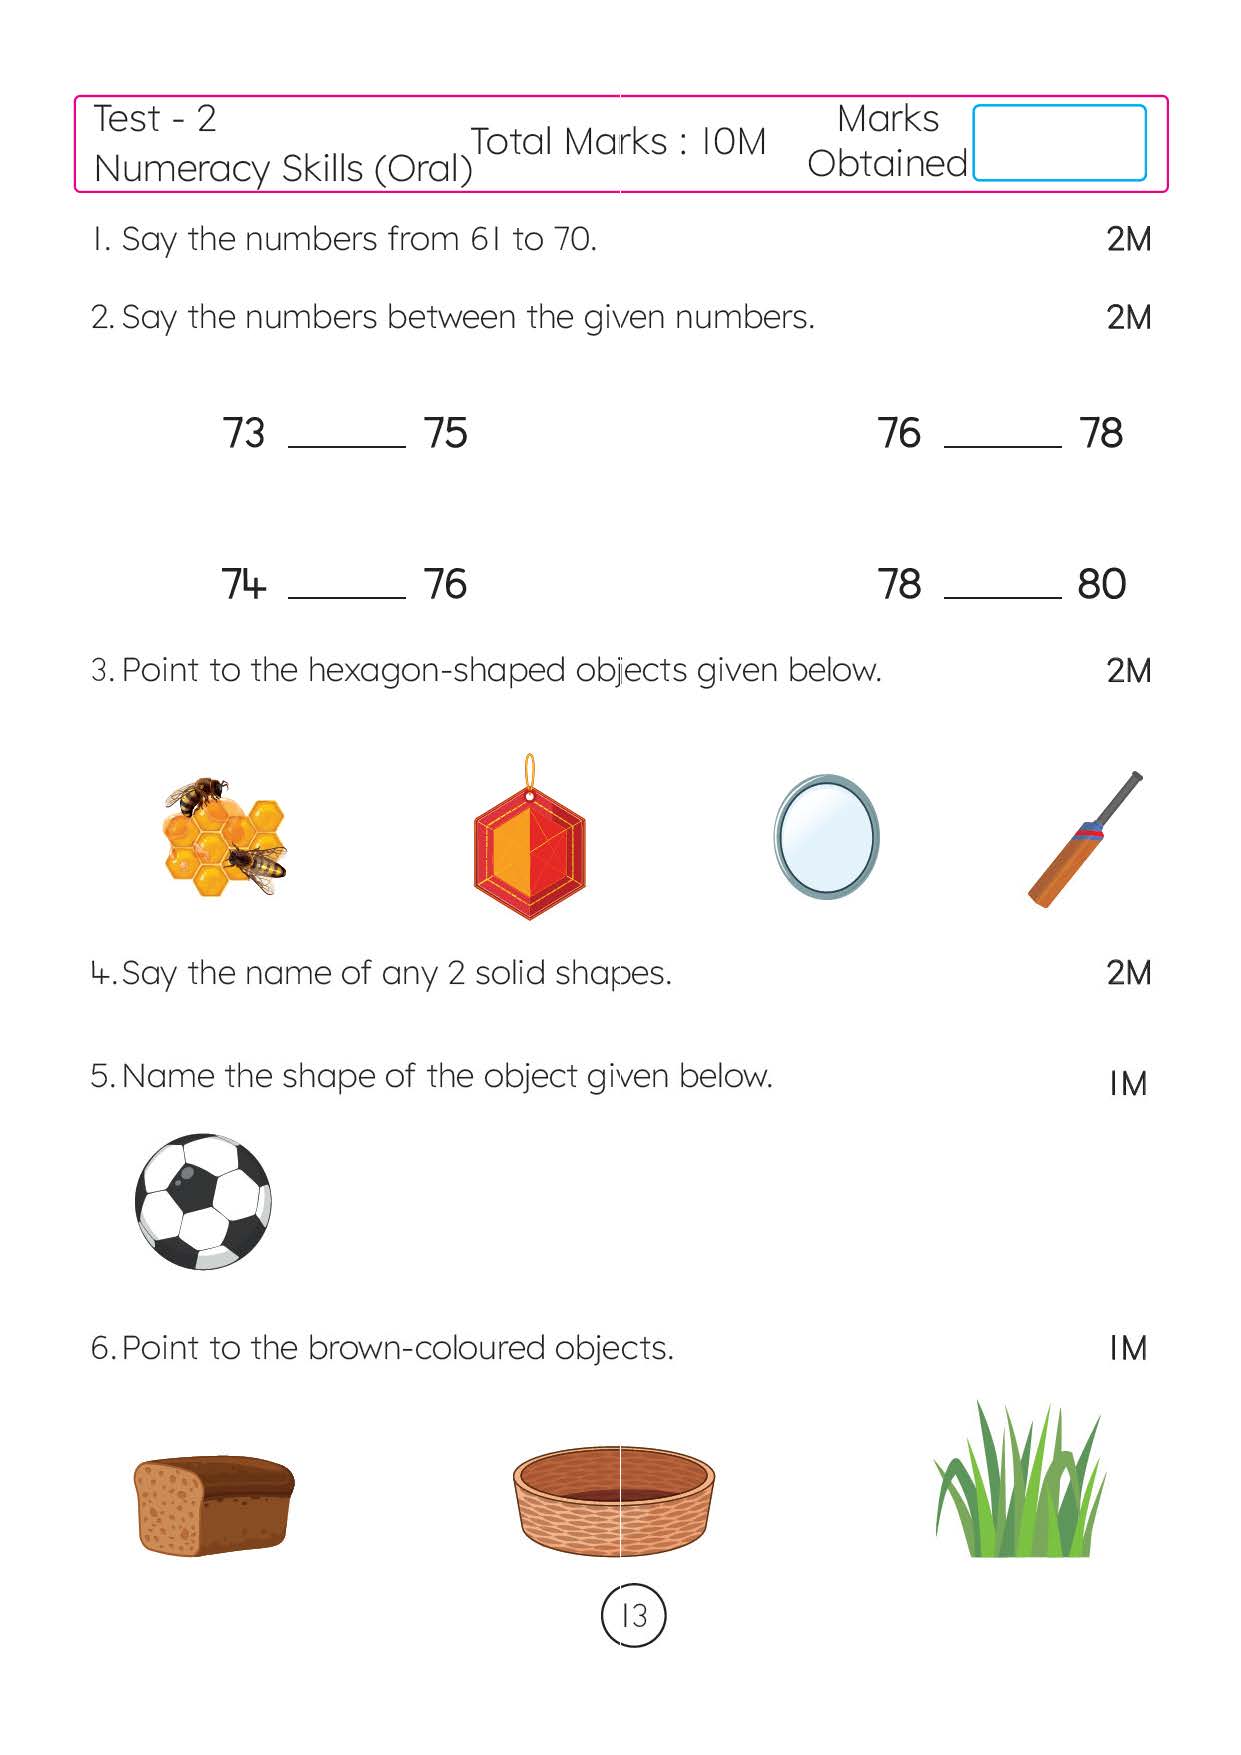 Test - 2
Numeracy Skills (Oral)
Total Marks : 10M
Marks
Obtained
1. Say the numbers from 61 to 70. 2M
2. Say the numbers between the given numbers. 2M
73 ______ 75 76 ______ 78
74 ______ 76 78 ______ 80
3. Point to the hexagon-shaped objects given below. 2M
4. Say the name of any 2 solid shapes. 2M
5. Name the shape of the object given below. 1M
6. Point to the brown-coloured objects. 1M
13